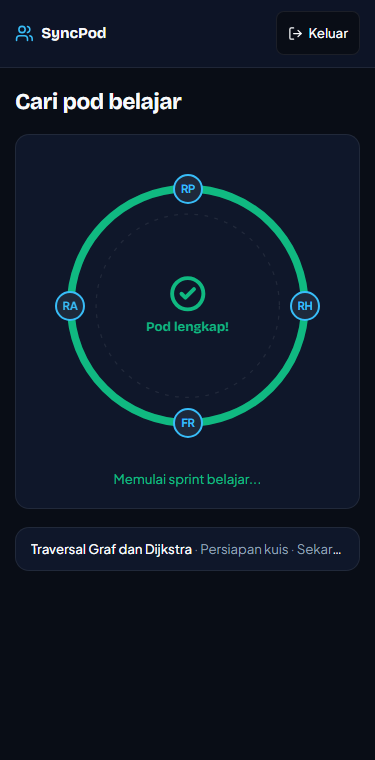 SyncPod
Keluar
Cari pod belajar
RP
RA
RH
Pod lengkap!
FR
Memulai sprint belajar...
Traversal Graf dan Dijkstra · Persiapan kuis · Sekar...